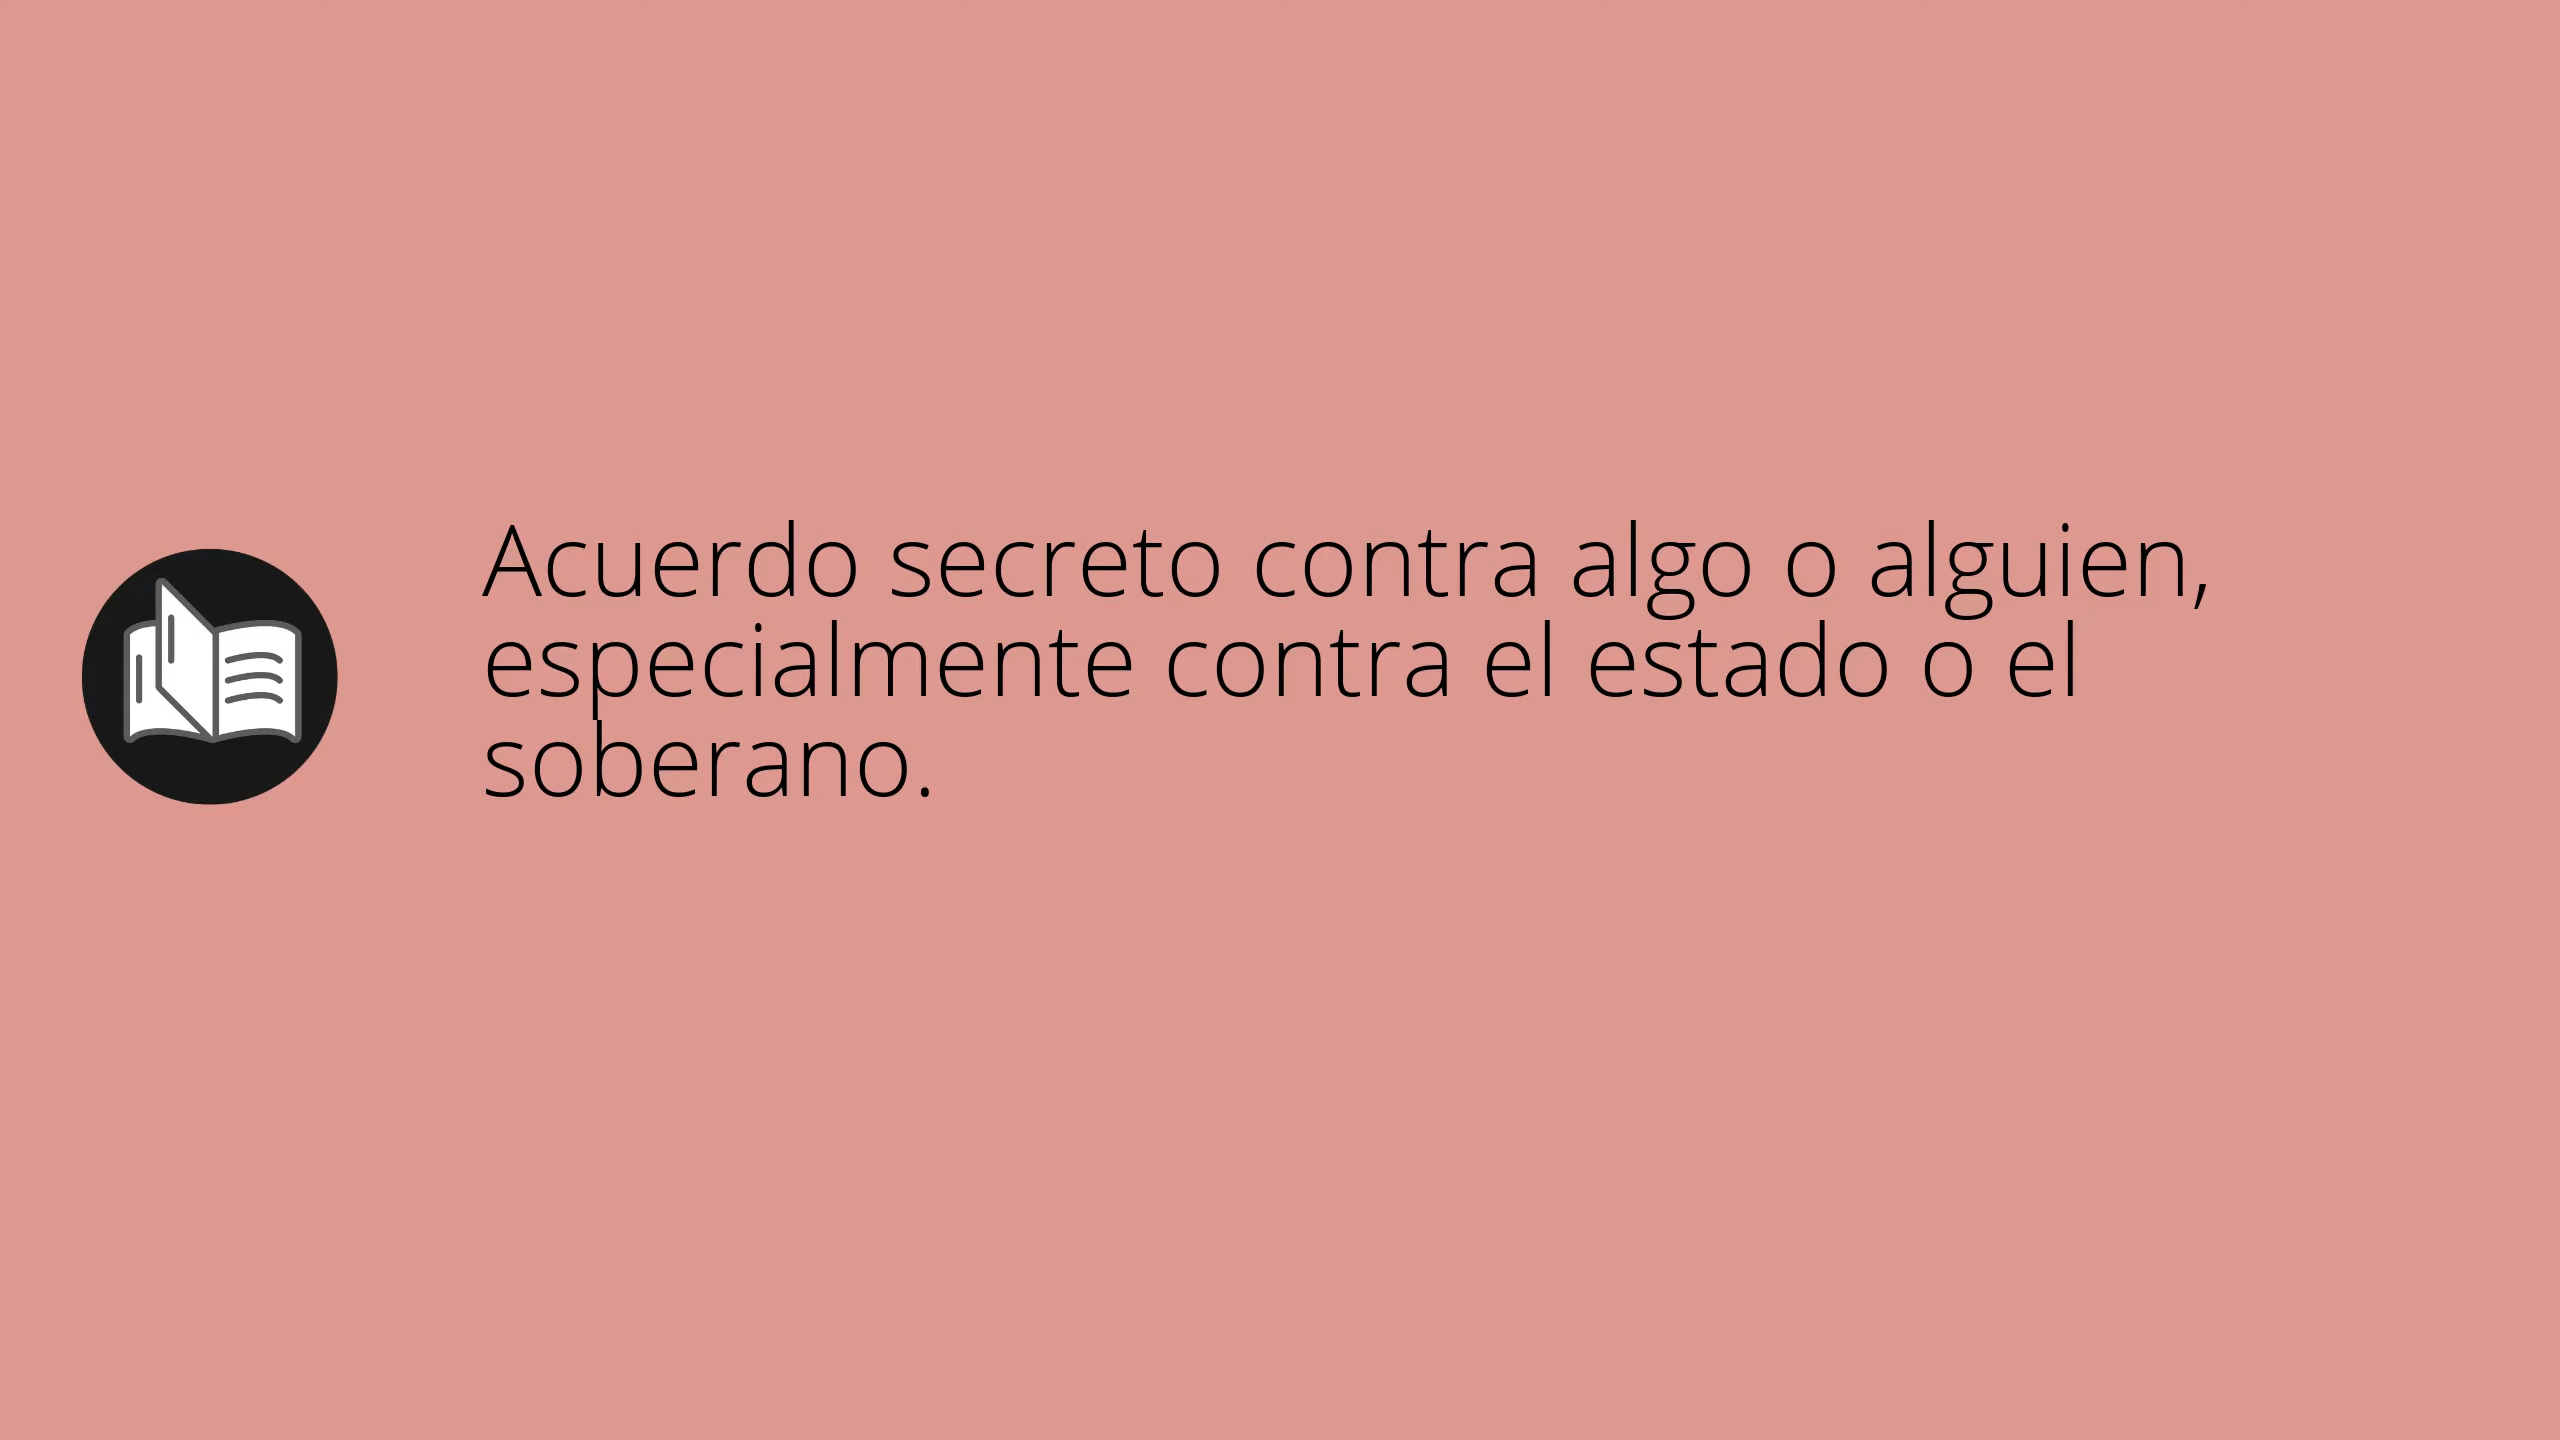 Acuerdo secreto contra algo o alguien,
especialmente contra el estado o el
soberano.